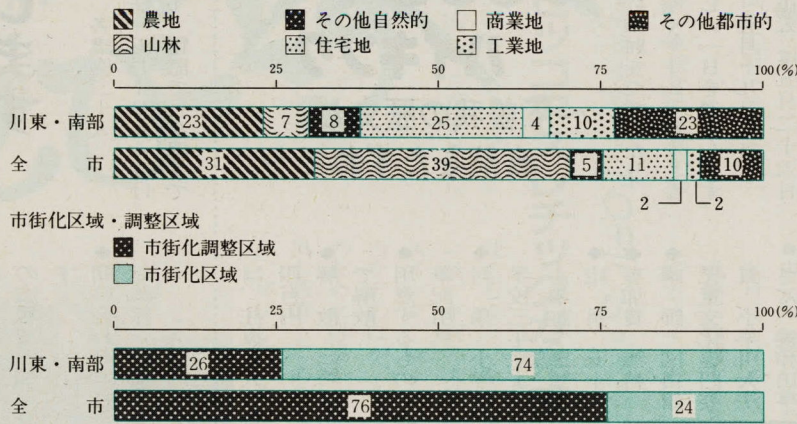 農地 その他自然的 商業地 その他都市的
山林 住宅地 工業地
0 25 50 75 100(%)
川東・南部 23 7 8 25 4 10 23
全市 31 39 5 11 10
2 2
市街化区域・調整区域
市街化調整区域
市街化区域
0 25 50 75 100(%)
川東・南部 26 74
全市 76 24